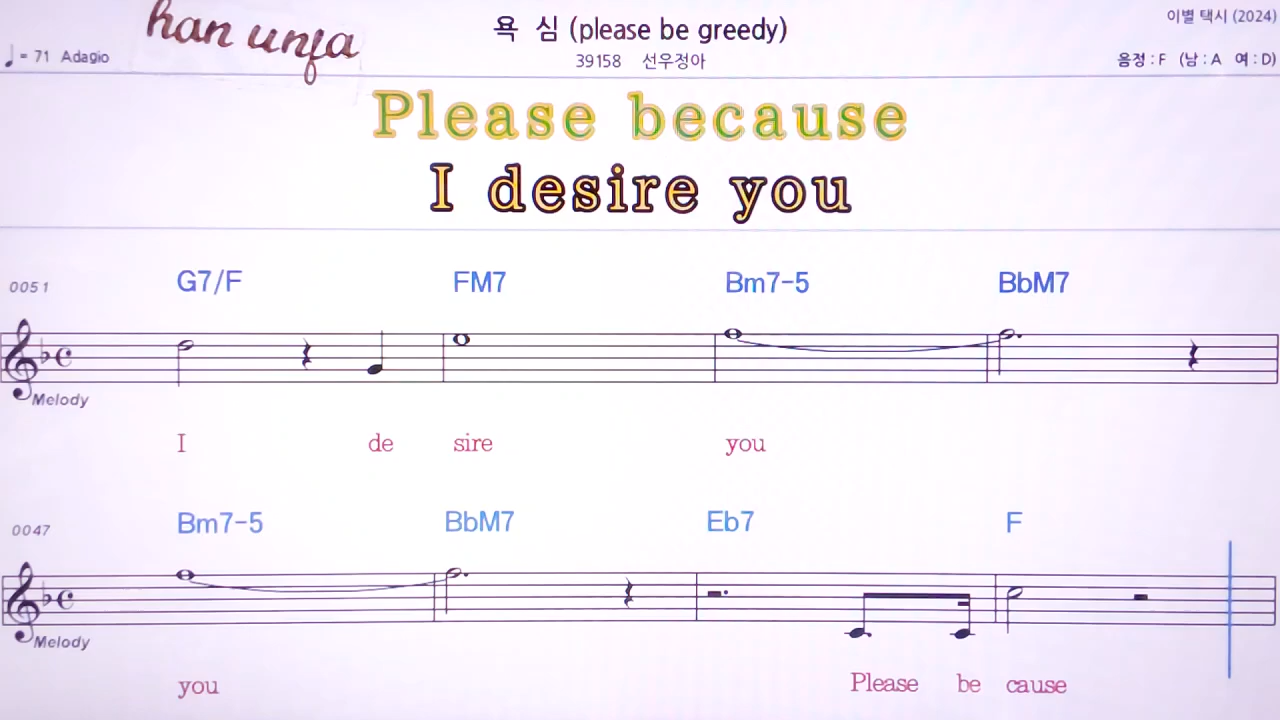 han unfa
욕 심 (please be greedy)
이별 택시 (2024)
♩= 71 Adagio
39158 선우정아
음정 : F (남 : A 여 : D)
Please because
I desire you
0051
G7/F FM7 Bm7-5 BbM7
Melody
I de sire you
0047
Bm7-5 BbM7 Eb7 F
Melody
you Please be cause